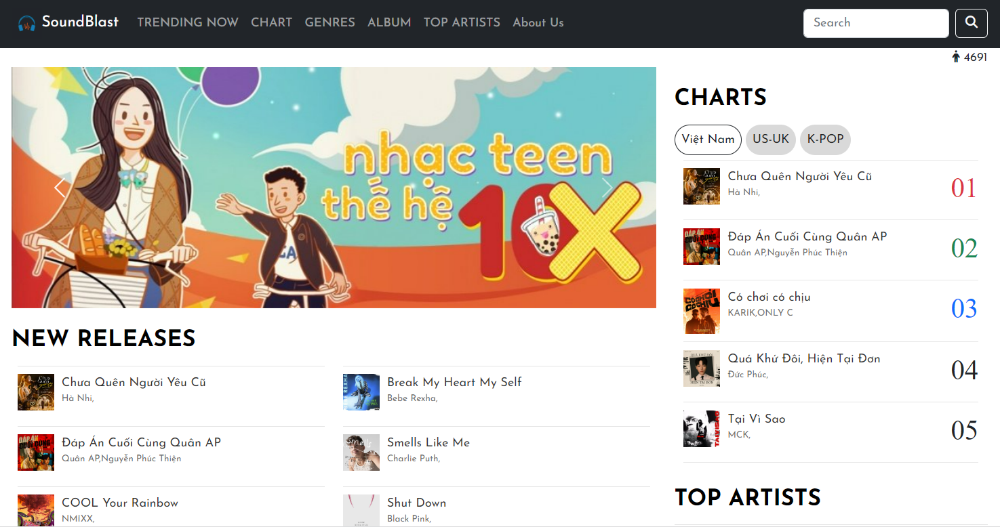 SoundBlast TRENDING NOW CHART GENRES ALBUM TOP ARTISTS About Us Search
4691
nhạc teen
thế hệ 10X
CHARTS
Việt Nam US-UK K-POP
Chưa Quên Người Yêu Cũ
Hà Nhi,
01
Đáp Án Cuối Cùng Quân AP
Quân AP,Nguyễn Phúc Thiện
02
Có chơi có chịu
KARIK,ONLY C
03
Quá Khứ Đôi, Hiện Tại Đơn
Đức Phúc,
04
Tại Vì Sao
MCK,
05
TOP ARTISTS
NEW RELEASES
Chưa Quên Người Yêu Cũ
Hà Nhi,
Break My Heart My Self
Bebe Rexha,
Đáp Án Cuối Cùng Quân AP
Quân AP,Nguyễn Phúc Thiện
Smells Like Me
Charlie Puth,
COOL Your Rainbow
NMIXX,
Shut Down
Black Pink,